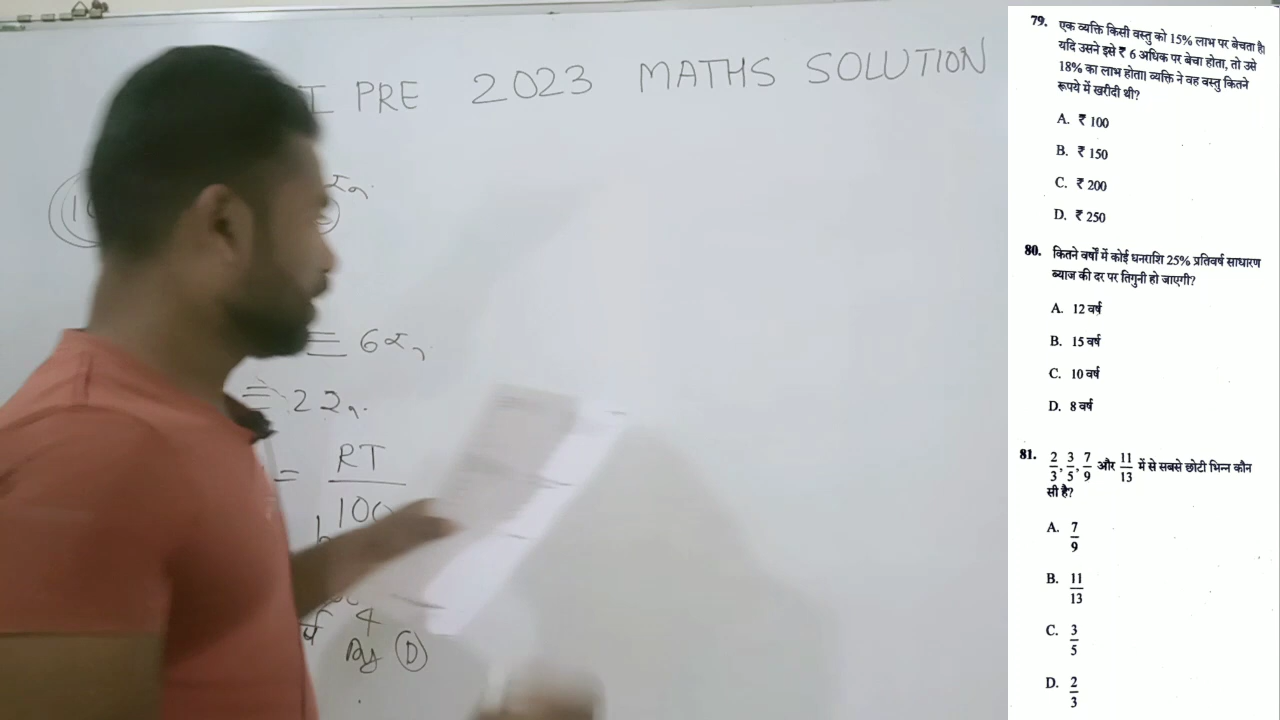 I PRE 2023 MATHS SOLUTION
≡ 6
≡ 22
= RT
100
4
D
79. एक व्यक्ति किसी वस्तु को 15% लाभ पर बेचता है।
यदि उसने इसे ₹ 6 अधिक पर बेचा होता, तो उसे
18% का लाभ होता। व्यक्ति ने वह वस्तु कितने
रूपये में खरीदी थी?
A. ₹ 100
B. ₹ 150
C. ₹ 200
D. ₹ 250
80. कितने वर्षों में कोई धनराशि 25% प्रतिवर्ष साधारण
ब्याज की दर पर तिगुनी हो जाएगी?
A. 12 वर्ष
B. 15 वर्ष
C. 10 वर्ष
D. 8 वर्ष
81. 2/3, 3/5, 7/9 और 11/13 में से सबसे छोटी भिन्न कौन
सी है?
A. 7/9
B. 11/13
C. 3/5
D. 2/3